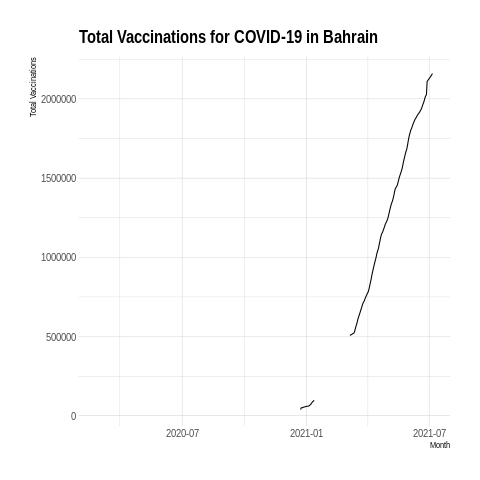 Total Vaccinations for COVID-19 in Bahrain
Total Vaccinations
2000000
1500000
1000000
500000
0
2020-07 2021-01 2021-07
Month